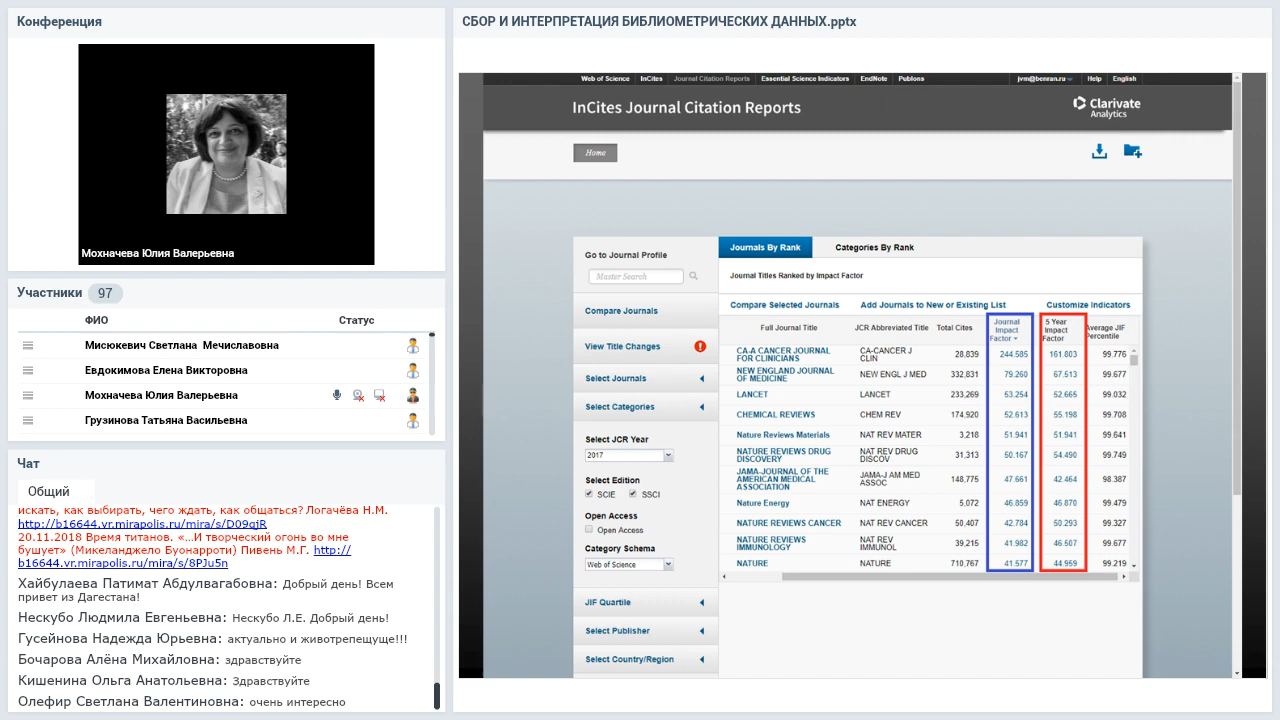 Конференция
Мохначева Юлия Валерьевна
Участники 97
ФИО Статус
Мисюкевич Светлана Мечиславовна
Евдокимова Елена Викторовна
Мохначева Юлия Валерьевна
Грузинова Татьяна Васильевна
Чат
Общий
искать, как выбирать, чего ждать, как общаться? Логачёва Н.М.
http://b16644.vr.mirapolis.ru/mira/s/D09qjR
20.11.2018 Время титанов. «...И творческий огонь во мне
бушует» (Микеланджело Буонарроти) Пивень М.Г. http://
b16644.vr.mirapolis.ru/mira/s/8PJu5n
Хайбулаева Патимат Абдулвагабовна: Добрый день! Всем
привет из Дагестана!
Нескубо Людмила Евгеньевна: Нескубо Л.Е. Добрый день!
Гусейнова Надежда Юрьевна: актуально и животрепещуще!!!
Бочарова Алёна Михайловна: здравствуйте
Кишенина Ольга Анатольевна: Здравствуйте
Олефир Светлана Валентиновна: очень интересно
СБОР И ИНТЕРПРЕТАЦИЯ БИБЛИОМЕТРИЧЕСКИХ ДАННЫХ.pptx
Web of Science InCites Journal Citation Reports Essential Science Indicators EndNote Publons jvm@benran.ru Help English
InCites Journal Citation Reports
Clarivate
Analytics
Home
Go to Journal Profile
Master Search
Compare Journals
View Title Changes
Select Journals
Select Categories
Select JCR Year
2017
Select Edition
SCIE SSCI
Open Access
Open Access
Category Schema
Web of Science
JIF Quartile
Select Publisher
Select Country/Region
Journals By Rank Categories By Rank
Journal Titles Ranked by Impact Factor
Compare Selected Journals Add Journals to New or Existing List Customize Indicators
Full Journal Title JCR Abbreviated Title Total Cites Journal Impact Factor 5 Year Impact Factor Average JIF Percentile
CA-A CANCER JOURNAL FOR CLINICIANS CA-CANCER J CLIN 28,839 244.585 161.803 99.776
NEW ENGLAND JOURNAL OF MEDICINE NEW ENGL J MED 332,831 79.260 67.513 99.677
LANCET LANCET 233,269 53.254 52.665 99.032
CHEMICAL REVIEWS CHEM REV 174,920 52.613 55.198 99.708
Nature Reviews Materials NAT REV MATER 3,218 51.941 51.941 99.641
NATURE REVIEWS DRUG DISCOVERY NAT REV DRUG DISCOV 31,313 50.167 54.490 99.749
JAMA-JOURNAL OF THE AMERICAN MEDICAL ASSOCIATION JAMA-J AM MED ASSOC 148,775 47.661 42.464 98.387
Nature Energy NAT ENERGY 5,072 46.859 46.870 99.479
NATURE REVIEWS CANCER NAT REV CANCER 50,407 42.784 50.293 99.327
NATURE REVIEWS IMMUNOLOGY NAT REV IMMUNOL 39,215 41.982 46.507 99.677
NATURE NATURE 710,767 41.577 44.959 99.219